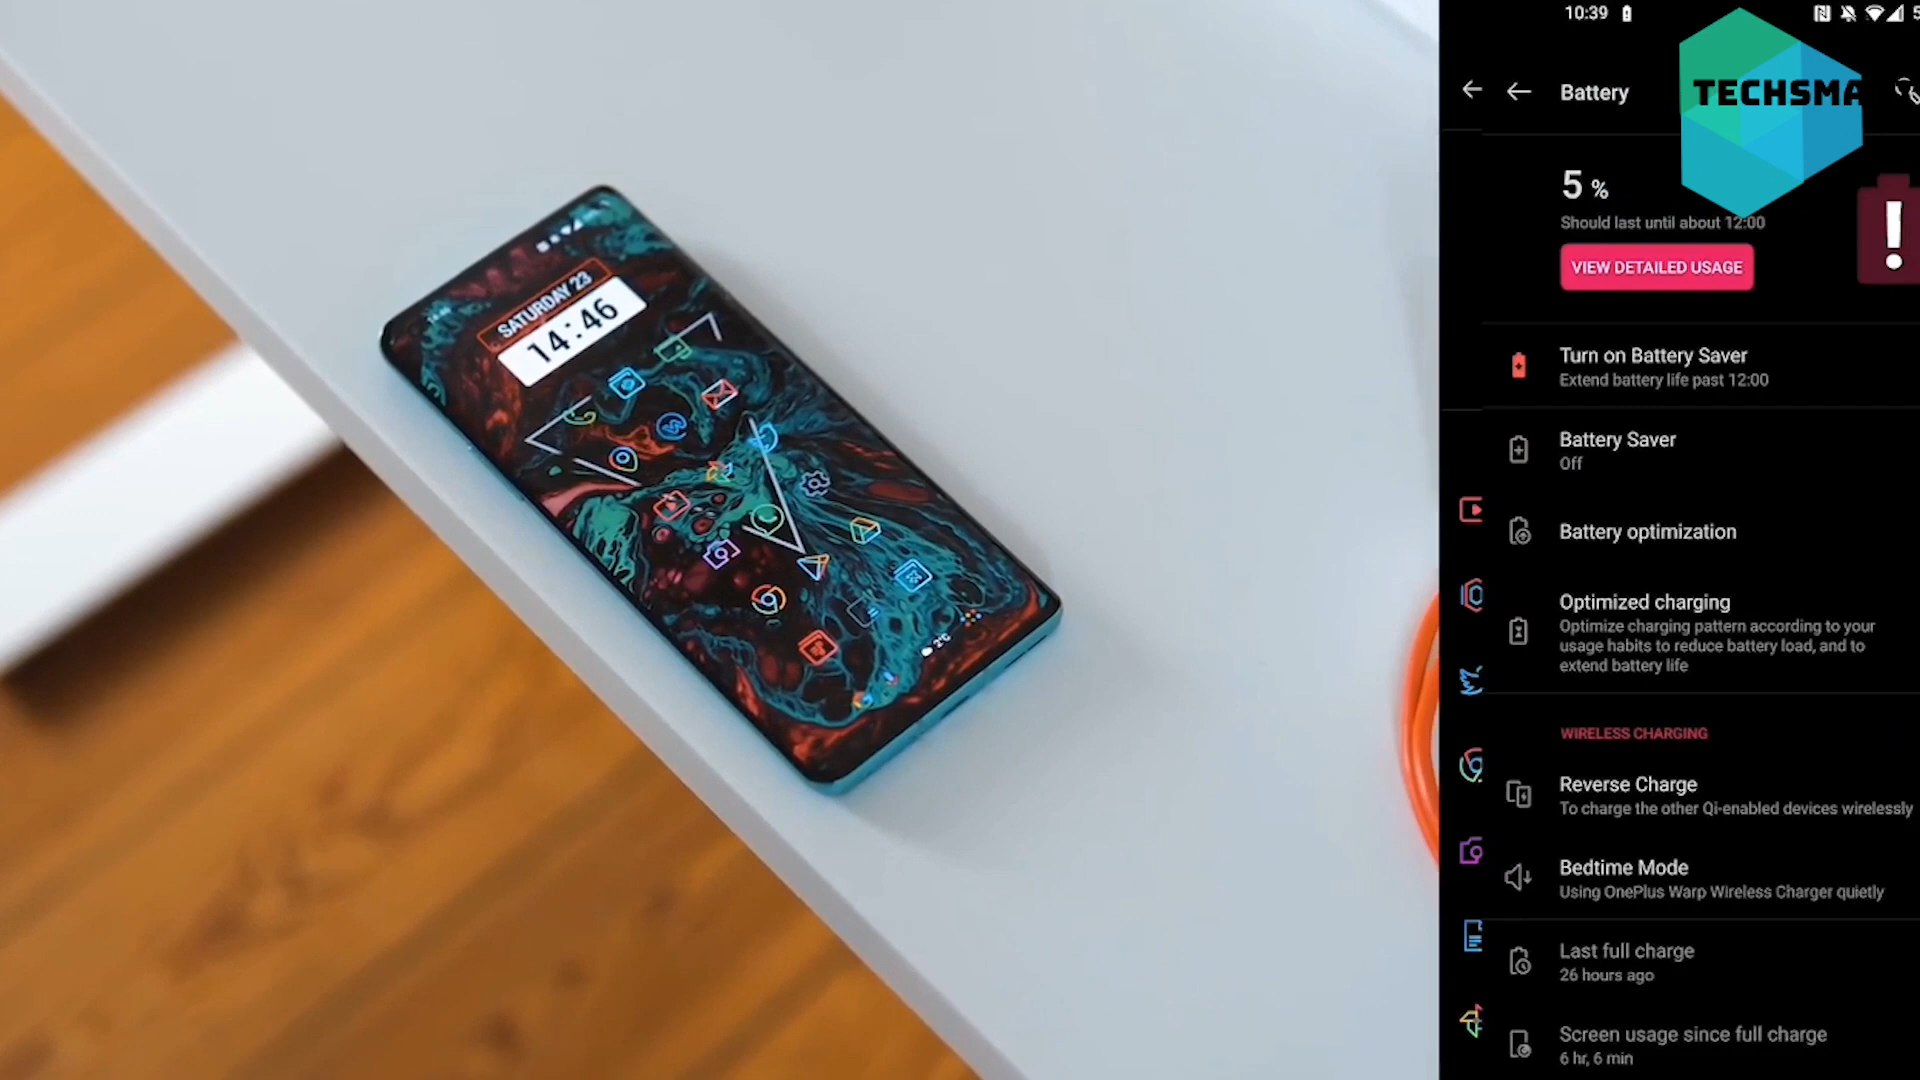 SATURDAY 23
14:46
2°C
10:39
5
Battery
TECHSMA
5 %
Should last until about 12:00
VIEW DETAILED USAGE
Turn on Battery Saver
Extend battery life past 12:00
Battery Saver
Off
Battery optimization
Optimized charging
Optimize charging pattern according to your
usage habits to reduce battery load, and to
extend battery life
WIRELESS CHARGING
Reverse Charge
To charge the other Qi-enabled devices wirelessly
Bedtime Mode
Using OnePlus Warp Wireless Charger quietly
Last full charge
26 hours ago
Screen usage since full charge
6 hr, 6 min